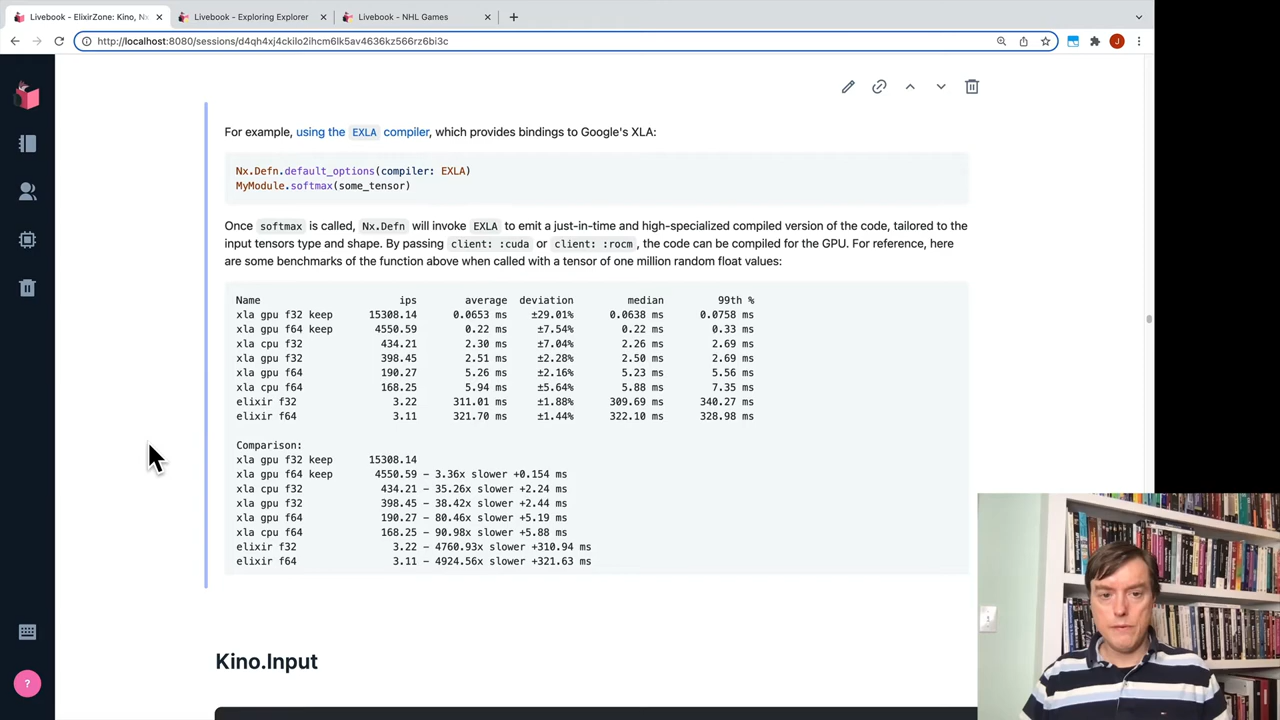 Livebook - ElixirZone: Kino, Nx
Livebook - Exploring Explorer
Livebook - NHL Games
http://localhost:8080/sessions/d4qh4xj4ckilo2ihcm6lk5av4636kz566rz6bi3c
J
For example, using the EXLA compiler, which provides bindings to Google's XLA:
Nx.Defn.default_options(compiler: EXLA)
MyModule.softmax(some_tensor)
Once softmax is called, Nx.Defn will invoke EXLA to emit a just-in-time and high-specialized compiled version of the code, tailored to the
input tensors type and shape. By passing client: :cuda or client: :rocm, the code can be compiled for the GPU. For reference, here
are some benchmarks of the function above when called with a tensor of one million random float values:
Name ips average deviation median 99th %
xla gpu f32 keep 15308.14 0.0653 ms ±29.01% 0.0638 ms 0.0758 ms
xla gpu f64 keep 4550.59 0.22 ms ±7.54% 0.22 ms 0.33 ms
xla cpu f32 434.21 2.30 ms ±7.04% 2.26 ms 2.69 ms
xla gpu f32 398.45 2.51 ms ±2.28% 2.50 ms 2.69 ms
xla gpu f64 190.27 5.26 ms ±2.16% 5.23 ms 5.56 ms
xla cpu f64 168.25 5.94 ms ±5.64% 5.88 ms 7.35 ms
elixir f32 3.22 311.01 ms ±1.88% 309.69 ms 340.27 ms
elixir f64 3.11 321.70 ms ±1.44% 322.10 ms 328.98 ms
Comparison:
xla gpu f32 keep 15308.14
xla gpu f64 keep 4550.59 - 3.36x slower +0.154 ms
xla cpu f32 434.21 - 35.26x slower +2.24 ms
xla gpu f32 398.45 - 38.42x slower +2.44 ms
xla gpu f64 190.27 - 80.46x slower +5.19 ms
xla cpu f64 168.25 - 90.98x slower +5.88 ms
elixir f32 3.22 - 4760.93x slower +310.94 ms
elixir f64 3.11 - 4924.56x slower +321.63 ms
Kino.Input
?